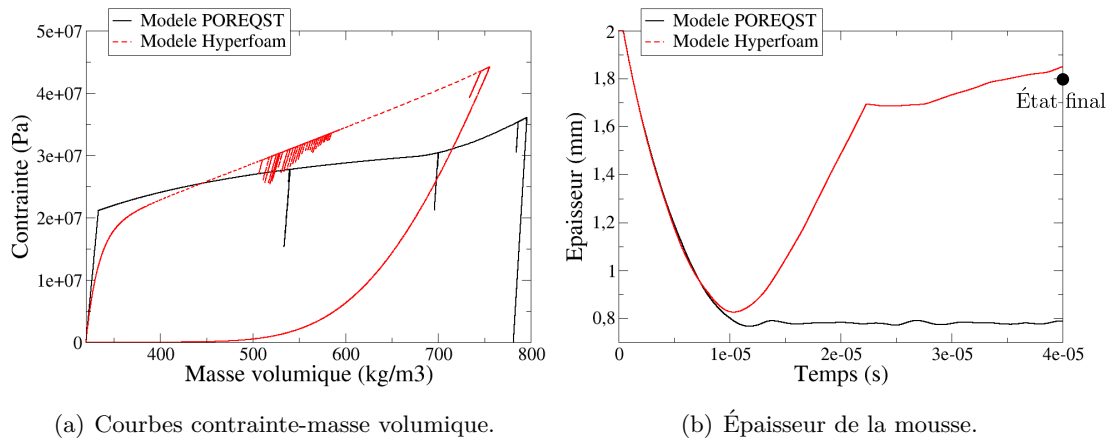 Modele POREQST
Modele Hyperfoam
5e+07
4e+07
3e+07
2e+07
1e+07
0
Contrainte (Pa)
400 500 600 700 800
Masse volumique (kg/m3)
(a) Courbes contrainte-masse volumique.
Modele POREQST
Modele Hyperfoam
2
1,8
1,6
1,4
1,2
1
0,8
Epaisseur (mm)
État final
0 1e-05 2e-05 3e-05 4e-05
Temps (s)
(b) Épaisseur de la mousse.